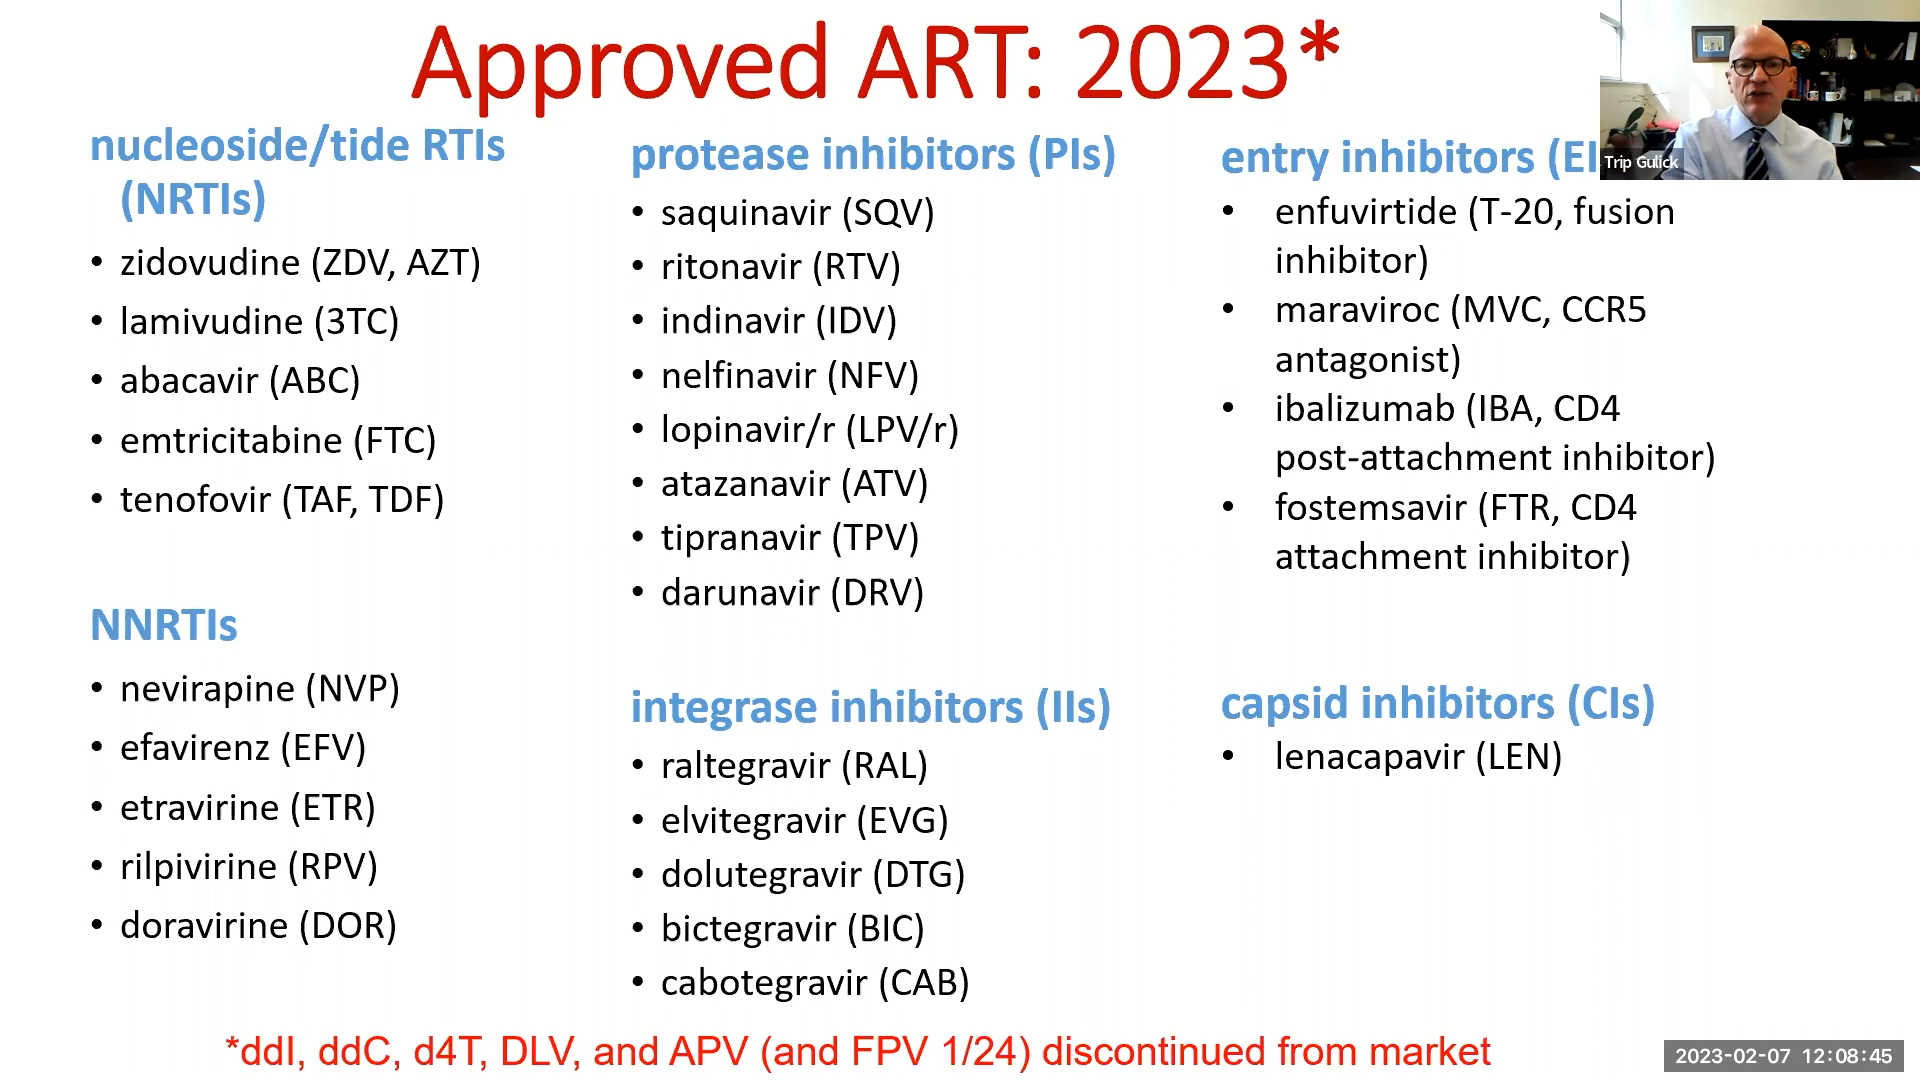 Approved ART: 2023*
nucleoside/tide RTIs
(NRTIs)
• zidovudine (ZDV, AZT)
• lamivudine (3TC)
• abacavir (ABC)
• emtricitabine (FTC)
• tenofovir (TAF, TDF)
NNRTIs
• nevirapine (NVP)
• efavirenz (EFV)
• etravirine (ETR)
• rilpivirine (RPV)
• doravirine (DOR)
protease inhibitors (PIs)
• saquinavir (SQV)
• ritonavir (RTV)
• indinavir (IDV)
• nelfinavir (NFV)
• lopinavir/r (LPV/r)
• atazanavir (ATV)
• tipranavir (TPV)
• darunavir (DRV)
integrase inhibitors (IIs)
• raltegravir (RAL)
• elvitegravir (EVG)
• dolutegravir (DTG)
• bictegravir (BIC)
• cabotegravir (CAB)
entry inhibitors (EI
• enfuvirtide (T-20, fusion
inhibitor)
• maraviroc (MVC, CCR5
antagonist)
• ibalizumab (IBA, CD4
post-attachment inhibitor)
• fostemsavir (FTR, CD4
attachment inhibitor)
capsid inhibitors (CIs)
• lenacapavir (LEN)
Trip Gulick
*ddI, ddC, d4T, DLV, and APV (and FPV 1/24) discontinued from market
2023-02-07 12:08:45